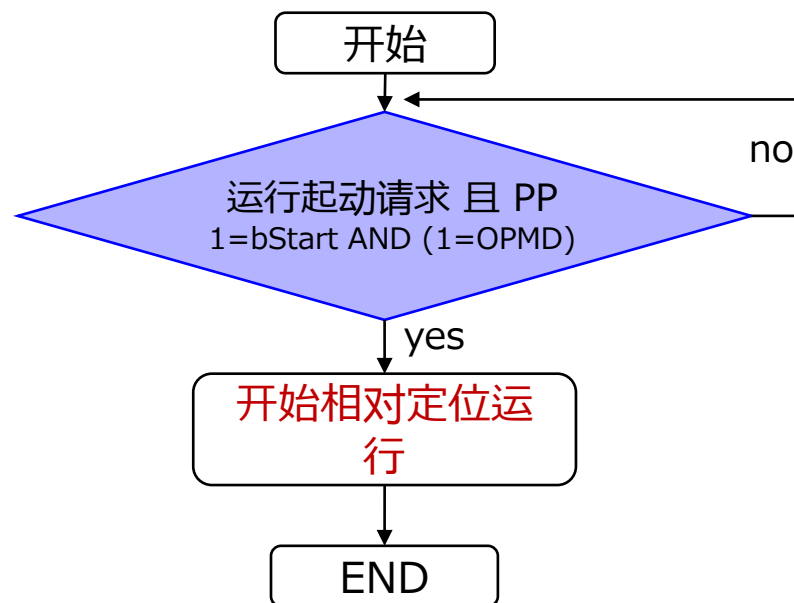 开始
no
运行起动请求 且 PP
1=bStart AND (1=OPMD)
yes
开始相对定位运
行
END